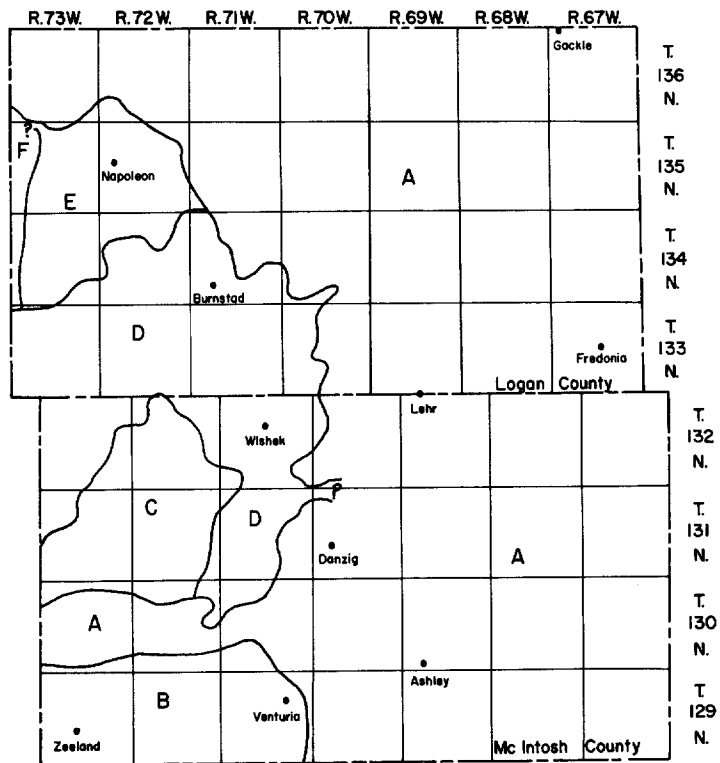 R.73W. R.72W. R.71W. R.70W. R.69W. R.68W. R.67W.
Gackle
T.
136
N.
?
F
Napoleon
A
T.
135
N.
E
T.
134
N.
Burnstad
D
T.
133
N.
Fredonia
Logan County
Lehr
Wishek
T.
132
N.
?
C
D
Danzig
A
T.
131
N.
A
T.
130
N.
Ashley
B
Venturia
T.
129
N.
Zeeland
Mc Intosh County